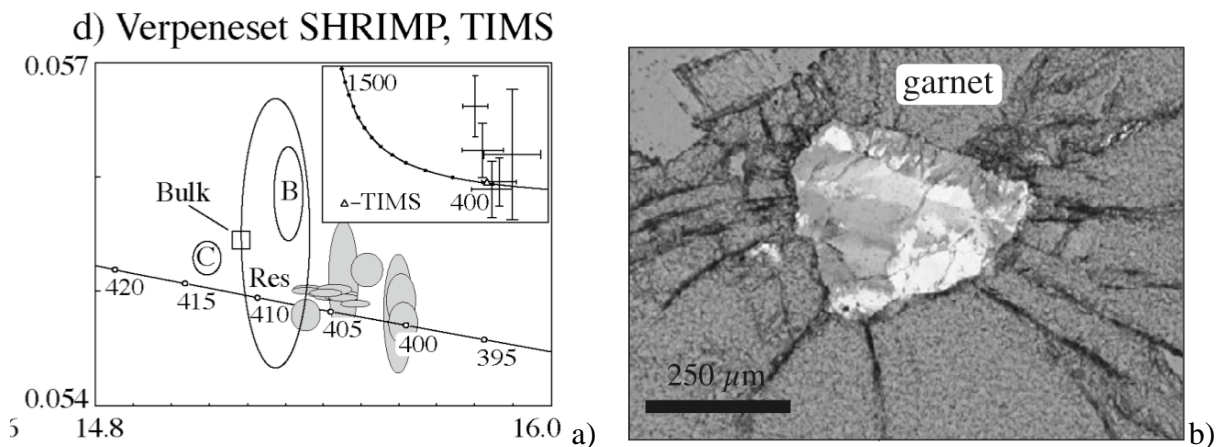 d) Verpeneset SHRIMP, TIMS
0.057
1500
400
△–TIMS
B
Bulk
C
Res
420
415
410
405
400
395
0.054
14.8
16.0
a)
garnet
250 µm
b)